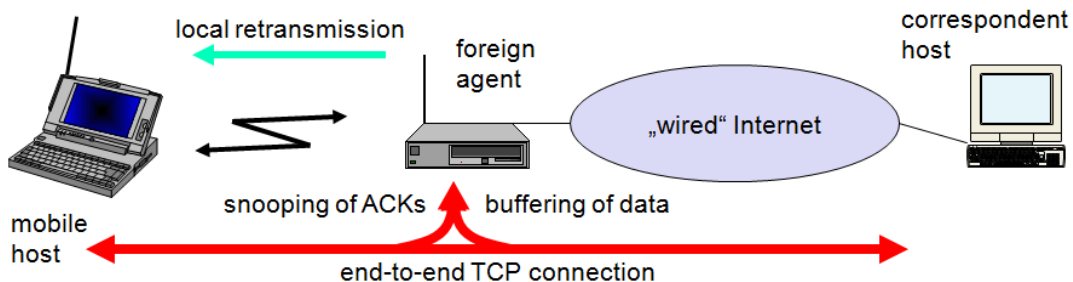 local retransmission
foreign
agent
correspondent
host
„wired“ Internet
snooping of ACKs
buffering of data
mobile
host
end-to-end TCP connection